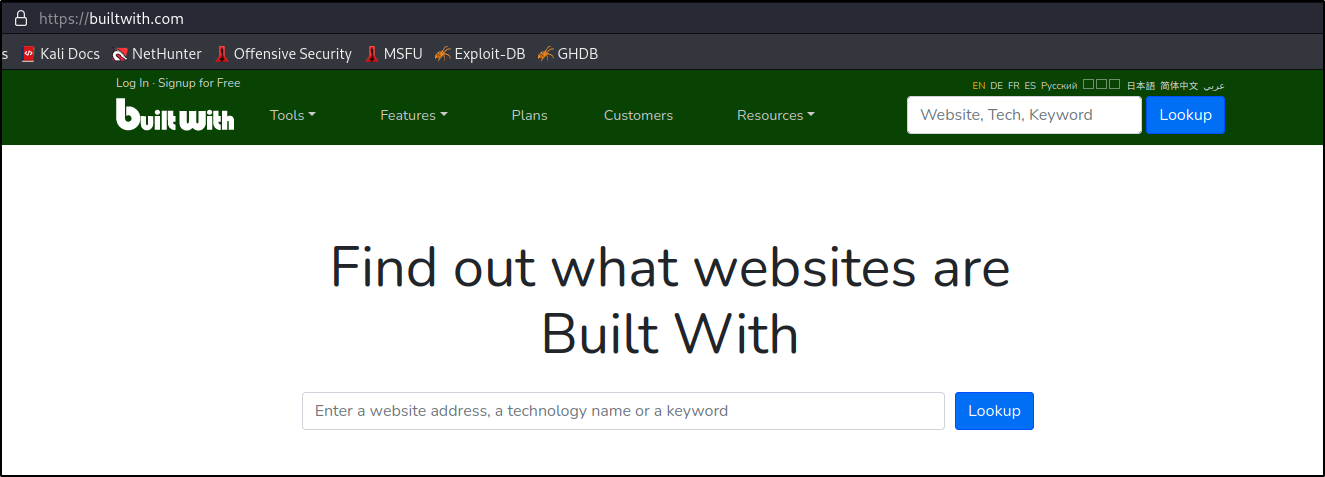 https://builtwith.com
s Kali Docs NetHunter Offensive Security MSFU Exploit-DB GHDB
Log In · Signup for Free
EN DE FR ES Русский □□□ 日本語 简体中文 عربي
built with Tools Features Plans Customers Resources Website, Tech, Keyword Lookup
Find out what websites are
Built With
Enter a website address, a technology name or a keyword Lookup